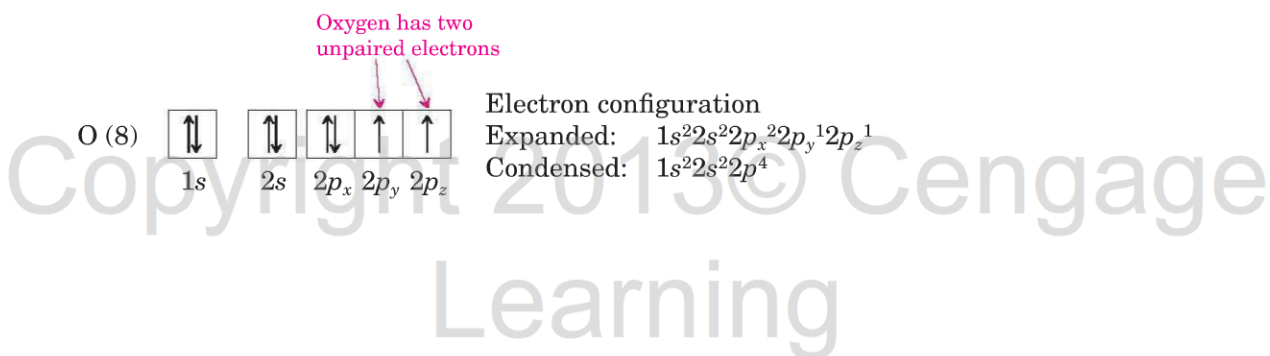 Oxygen has two
unpaired electrons
O (8)
1s 2s 2pₓ 2pᵧ 2p_z
Electron configuration
Expanded: 1s²2s²2pₓ²2pᵧ¹2p_z¹
Condensed: 1s²2s²2p⁴
Copyright 2013© Cengage
Learning